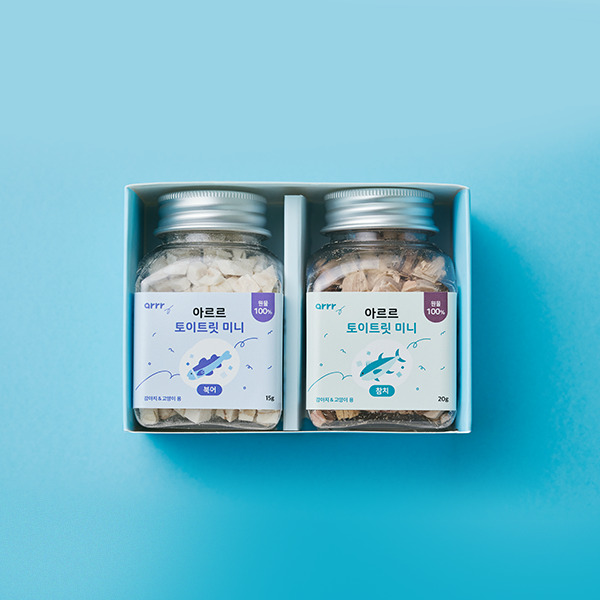 arrr
원물
100%
아르르
토이트릿 미니
북어
강아지 & 고양이 용
15g
arrr
원물
100%
아르르
토이트릿 미니
참치
강아지 & 고양이 용
20g